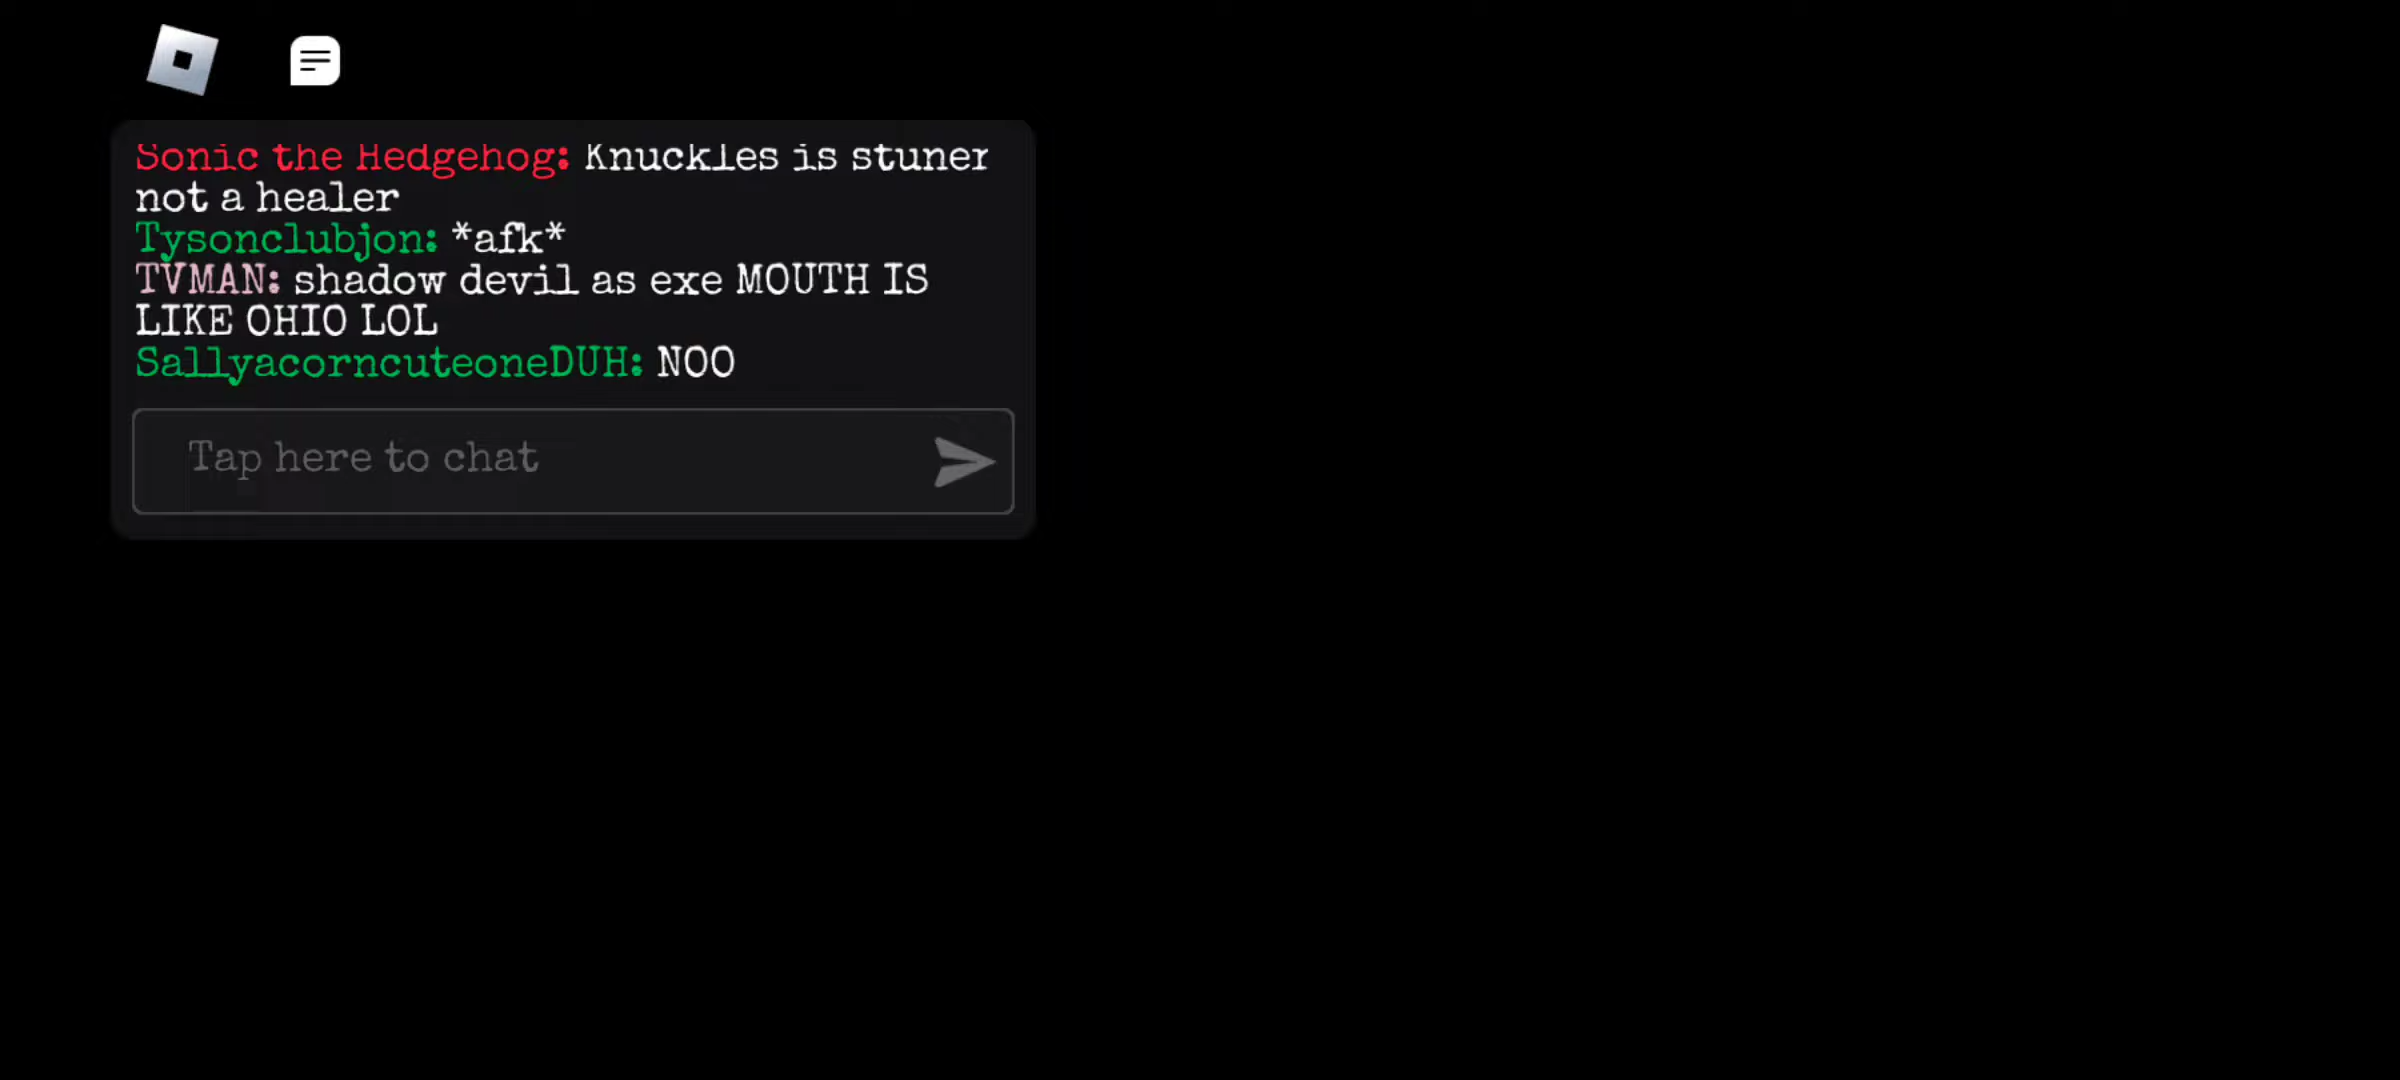 Sonic the Hedgehog: Knuckles is stuner
not a healer
Tysonclubjon: *afk*
TVMAN: shadow devil as exe MOUTH IS
LIKE OHIO LOL
SallyacorncuteoneDUH: NOO
Tap here to chat